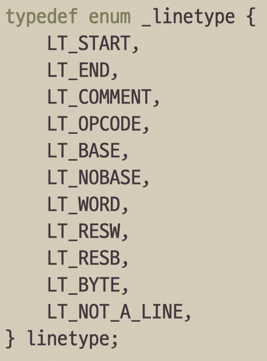 typedef enum _linetype {
    LT_START,
    LT_END,
    LT_COMMENT,
    LT_OPCODE,
    LT_BASE,
    LT_NOBASE,
    LT_WORD,
    LT_RESW,
    LT_RESB,
    LT_BYTE,
    LT_NOT_A_LINE,
} linetype;